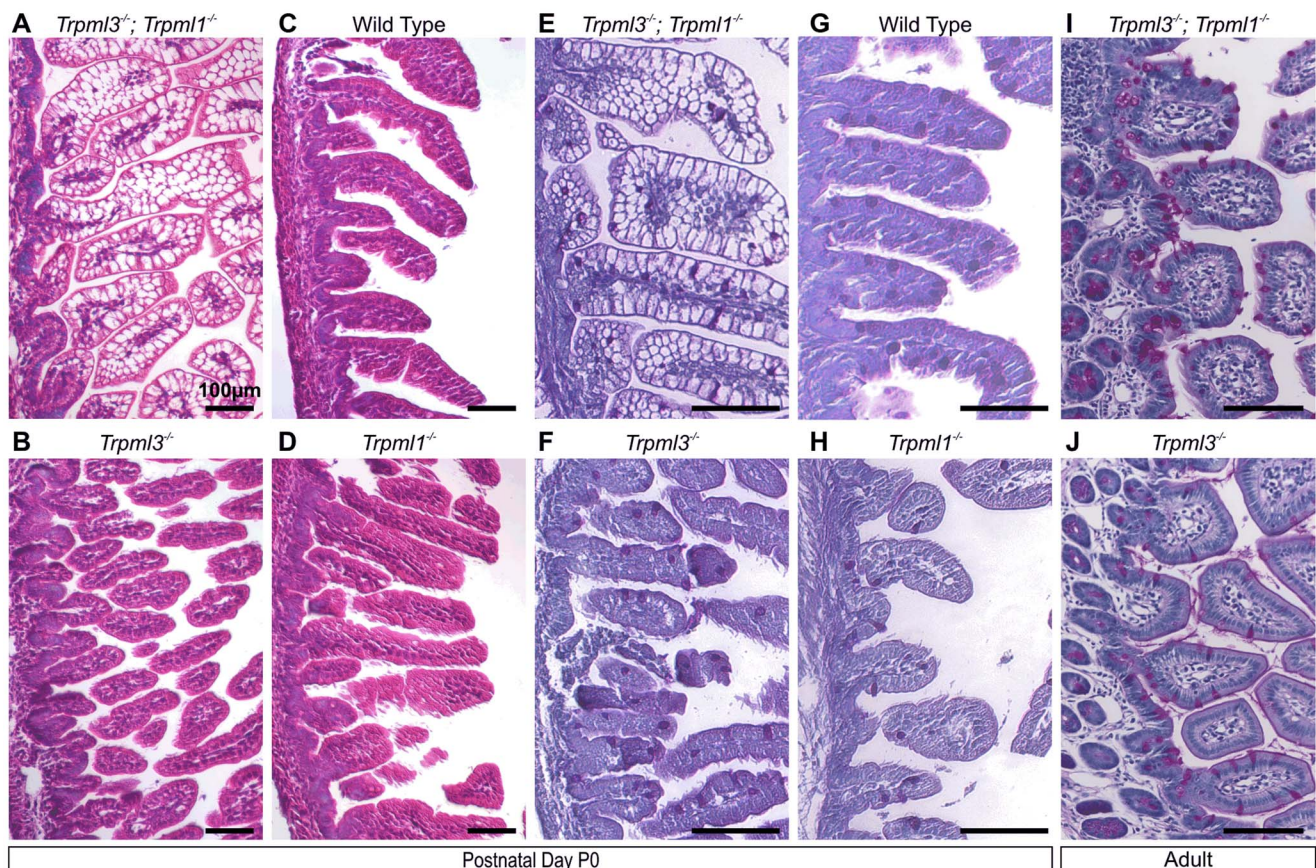 A Trpml3-/-; Trpml1-/- C Wild Type E Trpml3-/-; Trpml1-/- G Wild Type I Trpml3-/-; Trpml1-/-
100µm
B Trpml3-/- D Trpml1-/- F Trpml3-/- H Trpml1-/- J Trpml3-/-
Postnatal Day P0 Adult